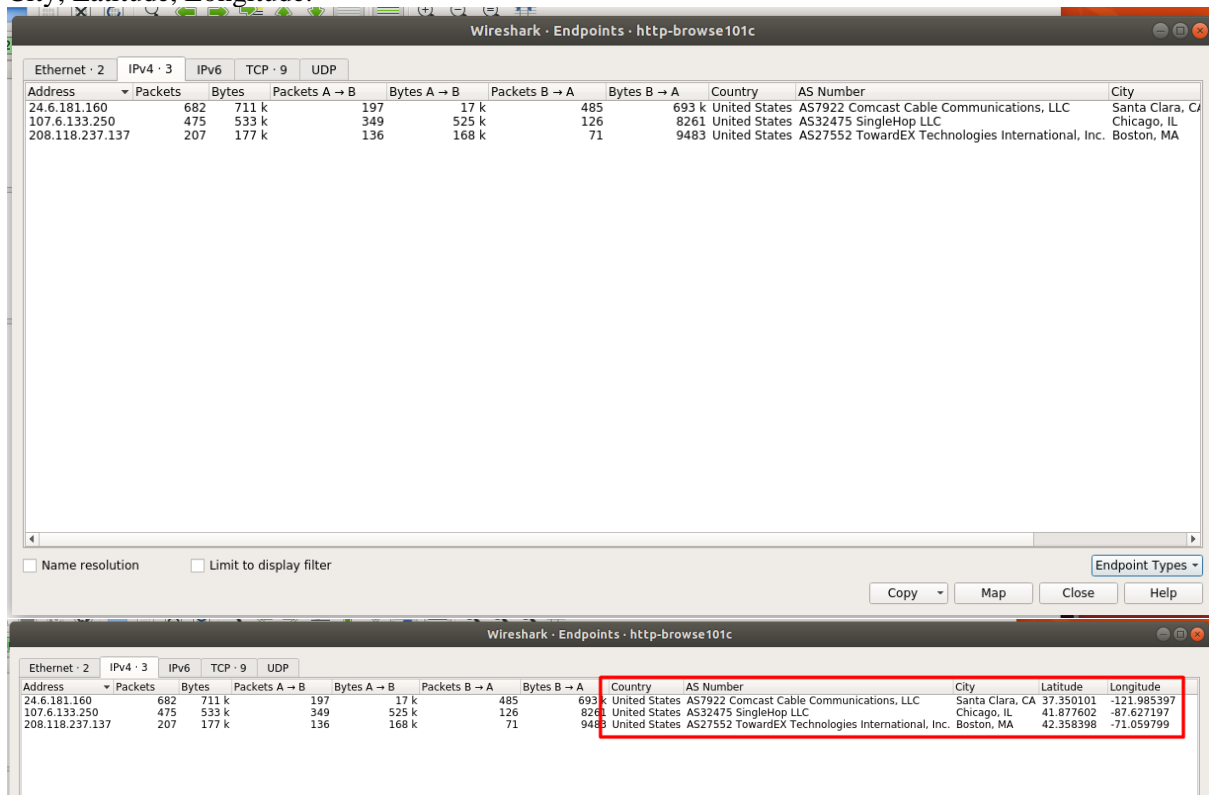 City, Latitude, Longitude.
Wireshark · Endpoints · http-browse101c
Ethernet · 2 IPv4 · 3 IPv6 TCP · 9 UDP
Address Packets Bytes Packets A → B Bytes A → B Packets B → A Bytes B → A Country AS Number City
24.6.181.160 682 711 k 197 17 k 485 693 k United States AS7922 Comcast Cable Communications, LLC Santa Clara, CA
107.6.133.250 475 533 k 349 525 k 126 8261 United States AS32475 SingleHop LLC Chicago, IL
208.118.237.137 207 177 k 136 168 k 71 9483 United States AS27552 TowardEX Technologies International, Inc. Boston, MA
Name resolution Limit to display filter Endpoint Types
Copy Map Close Help
Wireshark · Endpoints · http-browse101c
Ethernet · 2 IPv4 · 3 IPv6 TCP · 9 UDP
Address Packets Bytes Packets A → B Bytes A → B Packets B → A Bytes B → A Country AS Number City Latitude Longitude
24.6.181.160 682 711 k 197 17 k 485 693 k United States AS7922 Comcast Cable Communications, LLC Santa Clara, CA 37.350101 -121.985397
107.6.133.250 475 533 k 349 525 k 126 8261 United States AS32475 SingleHop LLC Chicago, IL 41.877602 -87.627197
208.118.237.137 207 177 k 136 168 k 71 9483 United States AS27552 TowardEX Technologies International, Inc. Boston, MA 42.358398 -71.059799